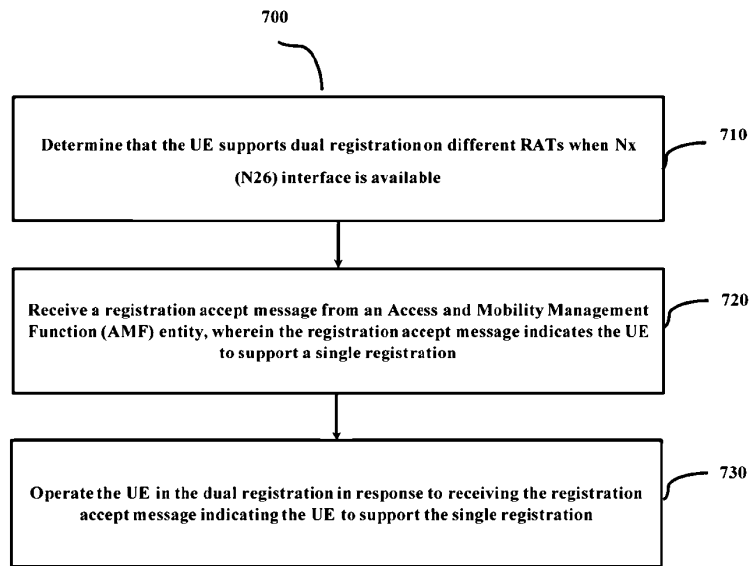 700
Determine that the UE supports dual registration on different RATs when Nx
(N26) interface is available
710
Receive a registration accept message from an Access and Mobility Management
Function (AMF) entity, wherein the registration accept message indicates the UE
to support a single registration
720
Operate the UE in the dual registration in response to receiving the registration
accept message indicating the UE to support the single registration
730